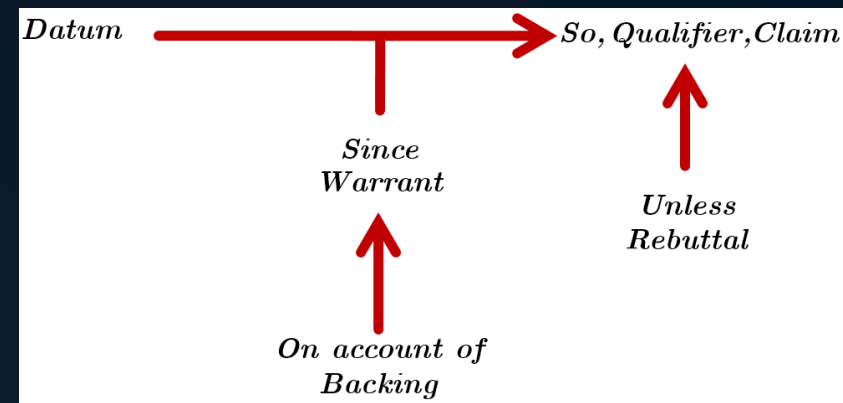 Datum
So, Qualifier,Claim
Since
Warrant
Unless
Rebuttal
On account of
Backing